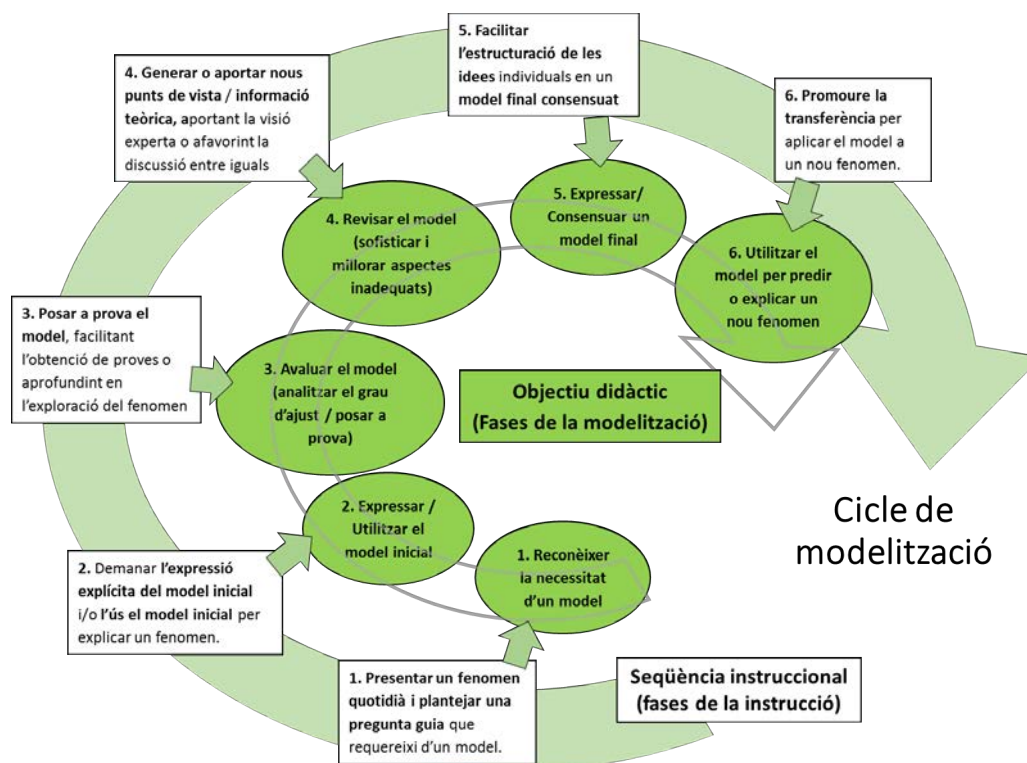 5. Facilitar
l'estructuració de les
idees individuals en un
model final consensuat
4. Generar o aportar nous
punts de vista / informació
teòrica, aportant la visió
experta o afavorint la
discussió entre iguals
6. Promoure la
transferència per
aplicar el model a
un nou fenomen.
5. Expressar/
Consensuar un
model final
4. Revisar el model
(sofisticar i
millorar aspectes
inadequats)
6. Utilitzar el
model per predir
o explicar un
nou fenomen
3. Posar a prova el
model, facilitant
l'obtenció de proves o
aprofundint en
l'exploració del fenomen
3. Avaluar el model
(analitzar el grau
d'ajust / posar a
prova)
Objectiu didàctic
(Fases de la modelització)
2. Expressar /
Utilitzar el
model inicial
Cicle de
modelització
1. Reconèixer
la necessitat
d'un model
2. Demanar l'expressió
explícita del model inicial
i/o l'ús el model inicial per
explicar un fenomen.
1. Presentar un fenomen
quotidià i plantejar una
pregunta guia que
requereixi d'un model.
Seqüència instruccional
(fases de la instrucció)